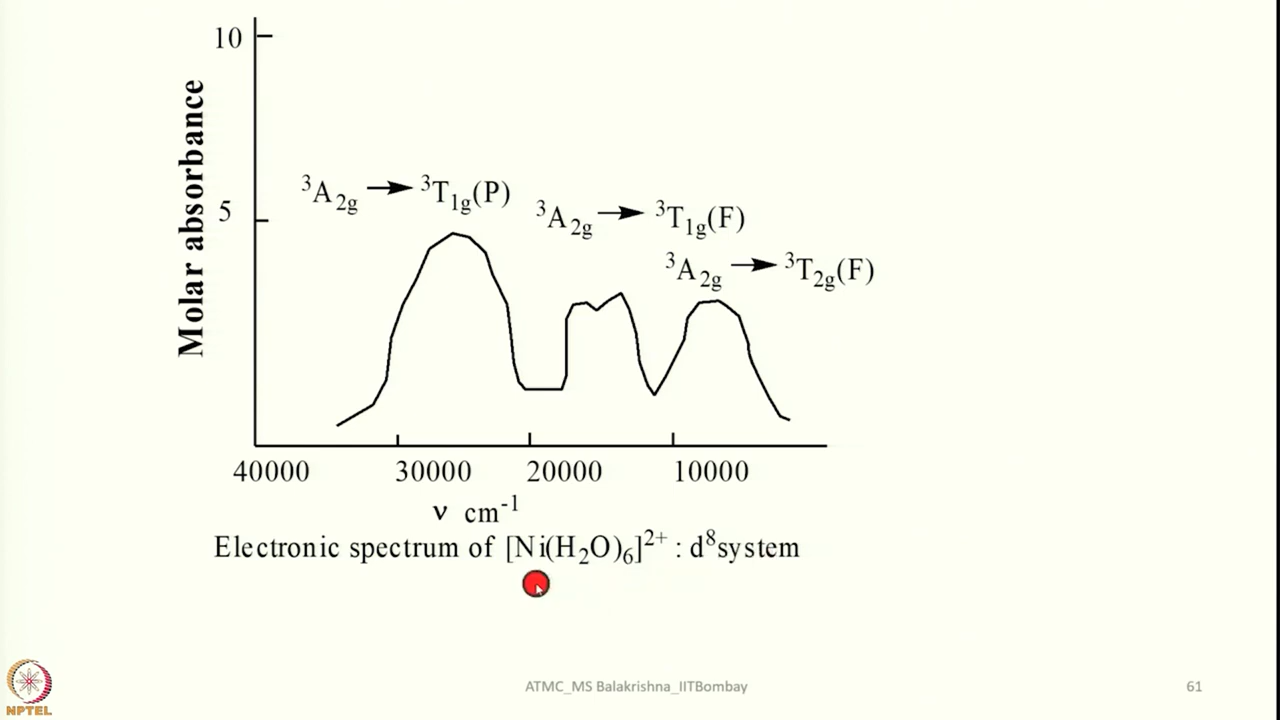 10
Molar absorbance
5
³A₂g → ³T₁g(P)
³A₂g → ³T₁g(F)
³A₂g → ³T₂g(F)
40000 30000 20000 10000
ν cm⁻¹
Electronic spectrum of [Ni(H₂O)₆]²⁺ : d⁸system
NPTEL
ATMC_MS Balakrishna_IITBombay
61